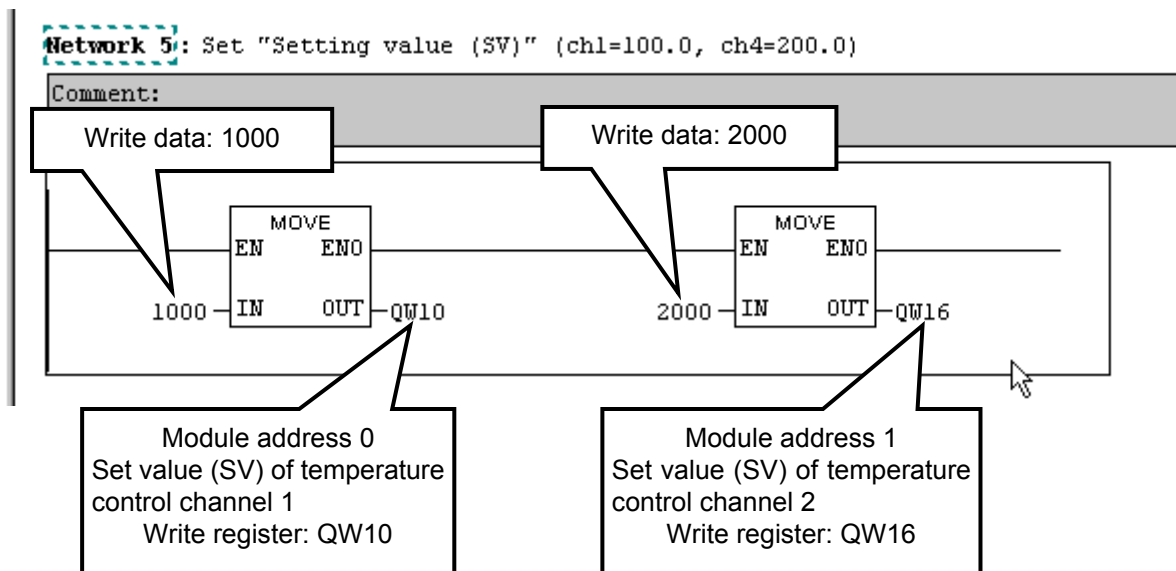 Network 5: Set "Setting value (SV)" (ch1=100.0, ch4=200.0)
Comment:
Write data: 1000
Write data: 2000
MOVE
EN ENO
1000 IN OUT QW10
MOVE
EN ENO
2000 IN OUT QW16
Module address 0
Set value (SV) of temperature
control channel 1
Write register: QW10
Module address 1
Set value (SV) of temperature
control channel 2
Write register: QW16